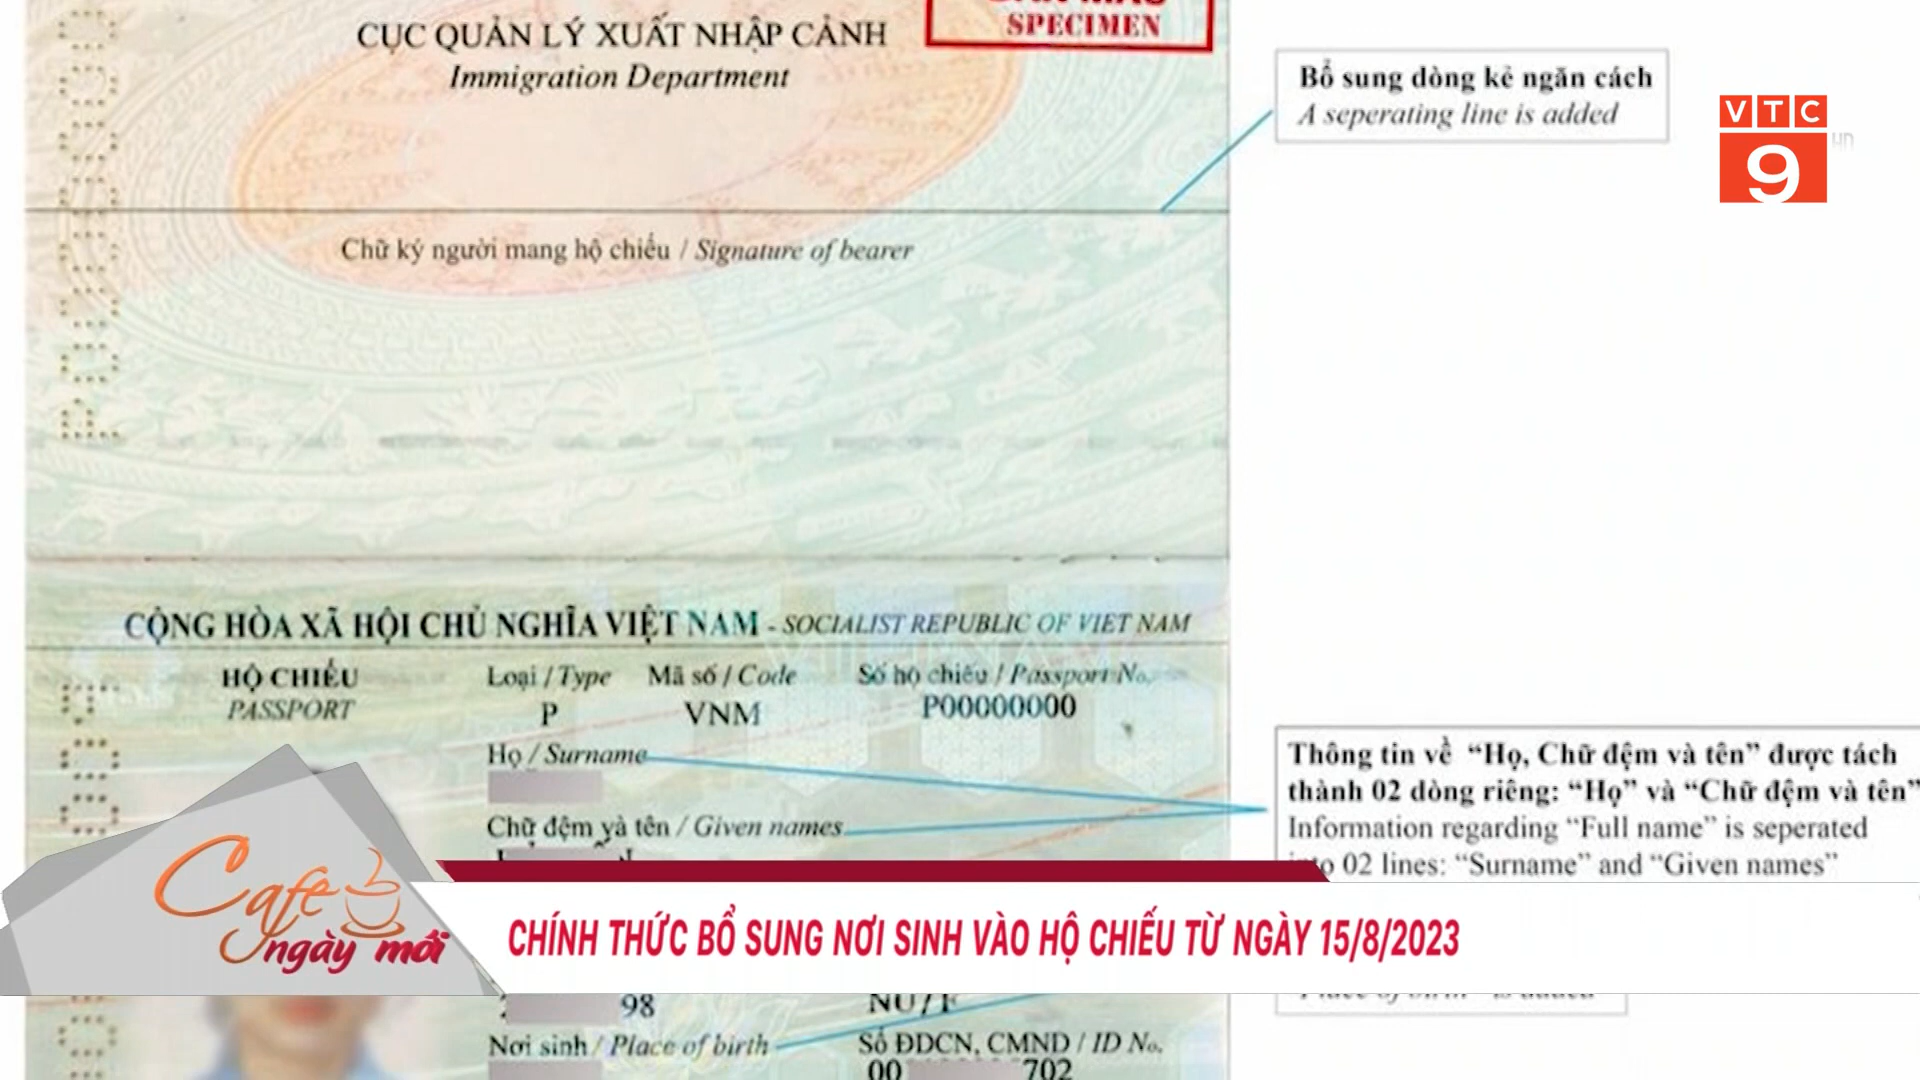 CỤC QUẢN LÝ XUẤT NHẬP CẢNH
Immigration Department
SPECIMEN
Bổ sung dòng kẻ ngăn cách
A seperating line is added
VTC
9
Chữ ký người mang hộ chiếu / Signature of bearer
CỘNG HÒA XÃ HỘI CHỦ NGHĨA VIỆT NAM - SOCIALIST REPUBLIC OF VIET NAM
HỘ CHIẾU
PASSPORT
Loại / Type
P
Mã số / Code
VNM
Số hộ chiếu / Passport No.
P00000000
Họ / Surname
Chữ đệm và tên / Given names
Thông tin về “Họ, Chữ đệm và tên” được tách
thành 02 dòng riêng: “Họ” và “Chữ đệm và tên”
Information regarding “Full name” is seperated
02 lines: “Surname” and “Given names”
Cafe
ngày mới
CHÍNH THỨC BỔ SUNG NƠI SINH VÀO HỘ CHIẾU TỪ NGÀY 15/8/2023
98
NỮ / F
Nơi sinh / Place of birth
Số ĐDCN, CMND / ID No.
00 702